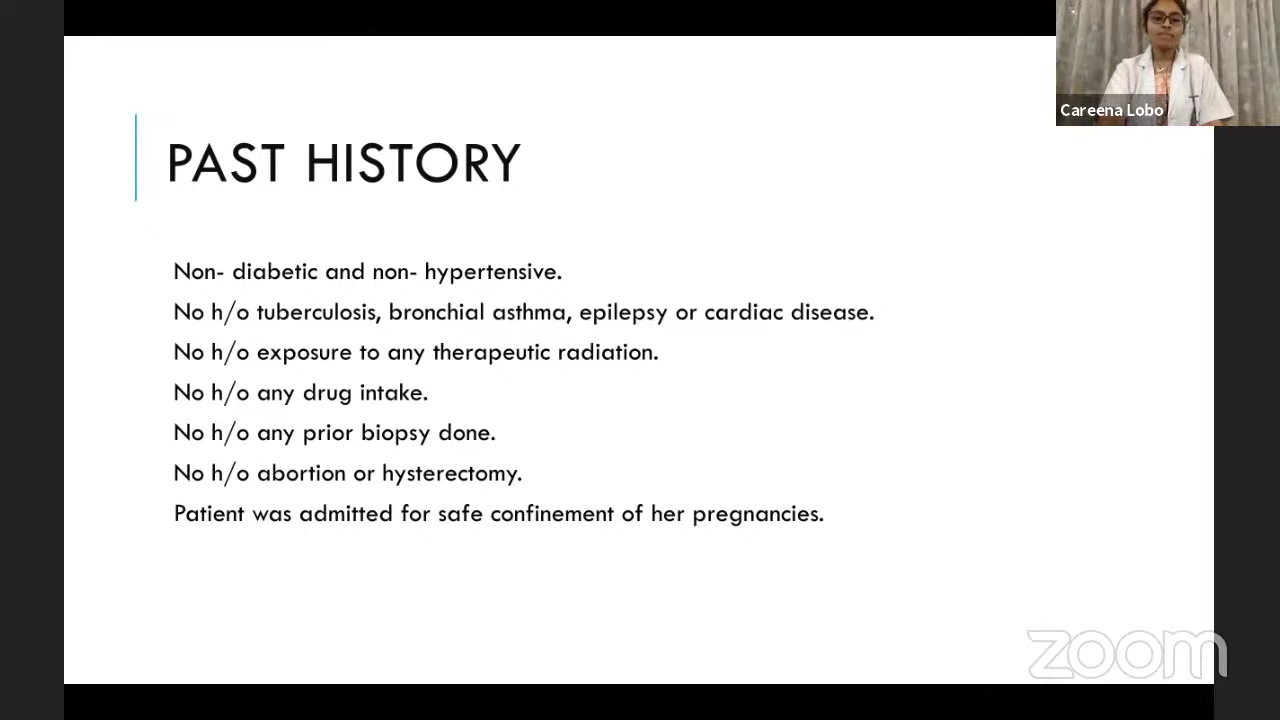 Careena Lobo
PAST HISTORY
Non- diabetic and non- hypertensive.
No h/o tuberculosis, bronchial asthma, epilepsy or cardiac disease.
No h/o exposure to any therapeutic radiation.
No h/o any drug intake.
No h/o any prior biopsy done.
No h/o abortion or hysterectomy.
Patient was admitted for safe confinement of her pregnancies.
zoom